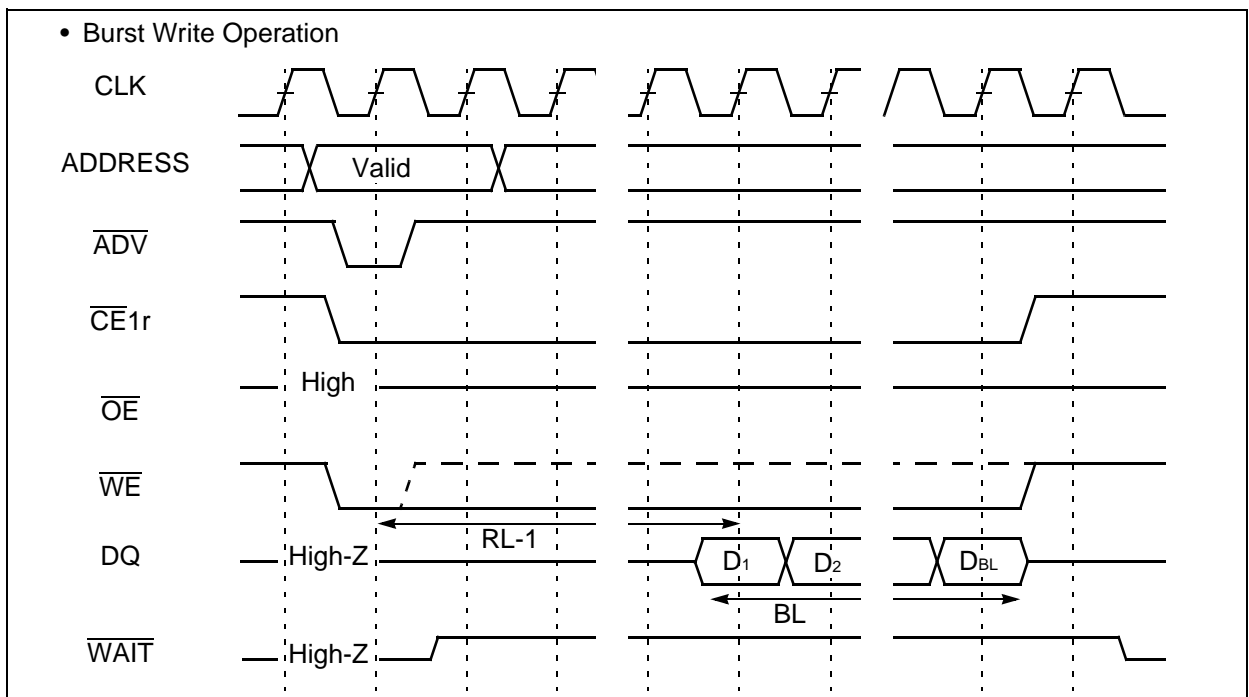 • Burst Write Operation
CLK
ADDRESS
Valid
ADV
CE1r
High
OE
WE
RL-1
DQ
High-Z
D1
D2
DBL
BL
WAIT
High-Z